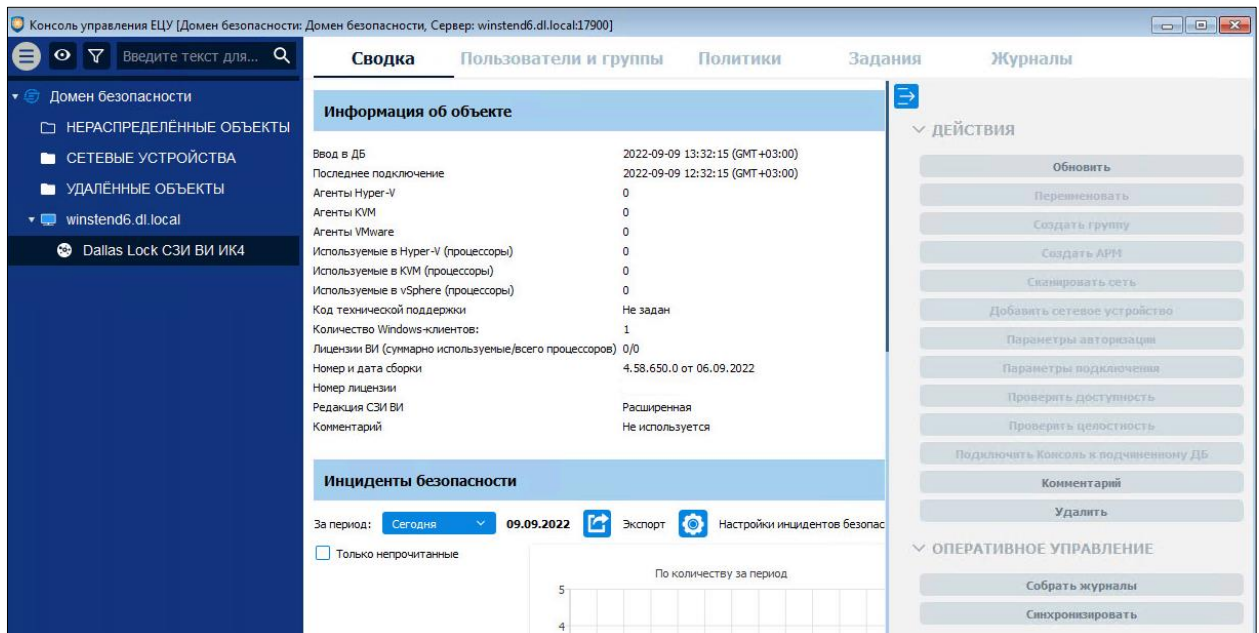 Консоль управления ЕЦУ [Домен безопасности: Домен безопасности, Сервер: winstend6.dl.local:17900]
Введите текст для...
Сводка Пользователи и группы Политики Задания Журналы
Домен безопасности
НЕРАСПРЕДЕЛЁННЫЕ ОБЪЕКТЫ
СЕТЕВЫЕ УСТРОЙСТВА
УДАЛЁННЫЕ ОБЪЕКТЫ
winstend6.dl.local
Dallas Lock СЗИ ВИ ИК4
Информация об объекте
Ввод в ДБ 2022-09-09 13:32:15 (GMT+03:00)
Последнее подключение 2022-09-09 12:32:15 (GMT+03:00)
Агенты Hyper-V 0
Агенты KVM 0
Агенты VMware 0
Используемые в Hyper-V (процессоры) 0
Используемые в KVM (процессоры) 0
Используемые в vSphere (процессоры) 0
Код технической поддержки Не задан
Количество Windows-клиентов: 1
Лицензии ВИ (суммарно используемые/всего процессоров) 0/0
Номер и дата сборки 4.58.650.0 от 06.09.2022
Номер лицензии
Редакция СЗИ ВИ Расширенная
Комментарий Не используется
Инциденты безопасности
За период: Сегодня 09.09.2022 Экспорт Настройки инцидентов безопас
Только непрочитанные
По количеству за период
5
4
ДЕЙСТВИЯ
Обновить
Переименовать
Создать группу
Создать АРМ
Сканировать сеть
Добавить сетевое устройство
Параметры авторизации
Параметры подключения
Проверить доступность
Проверить целостность
Подключить Консоль к подчиненному ДБ
Комментарий
Удалить
ОПЕРАТИВНОЕ УПРАВЛЕНИЕ
Собрать журналы
Синхронизировать